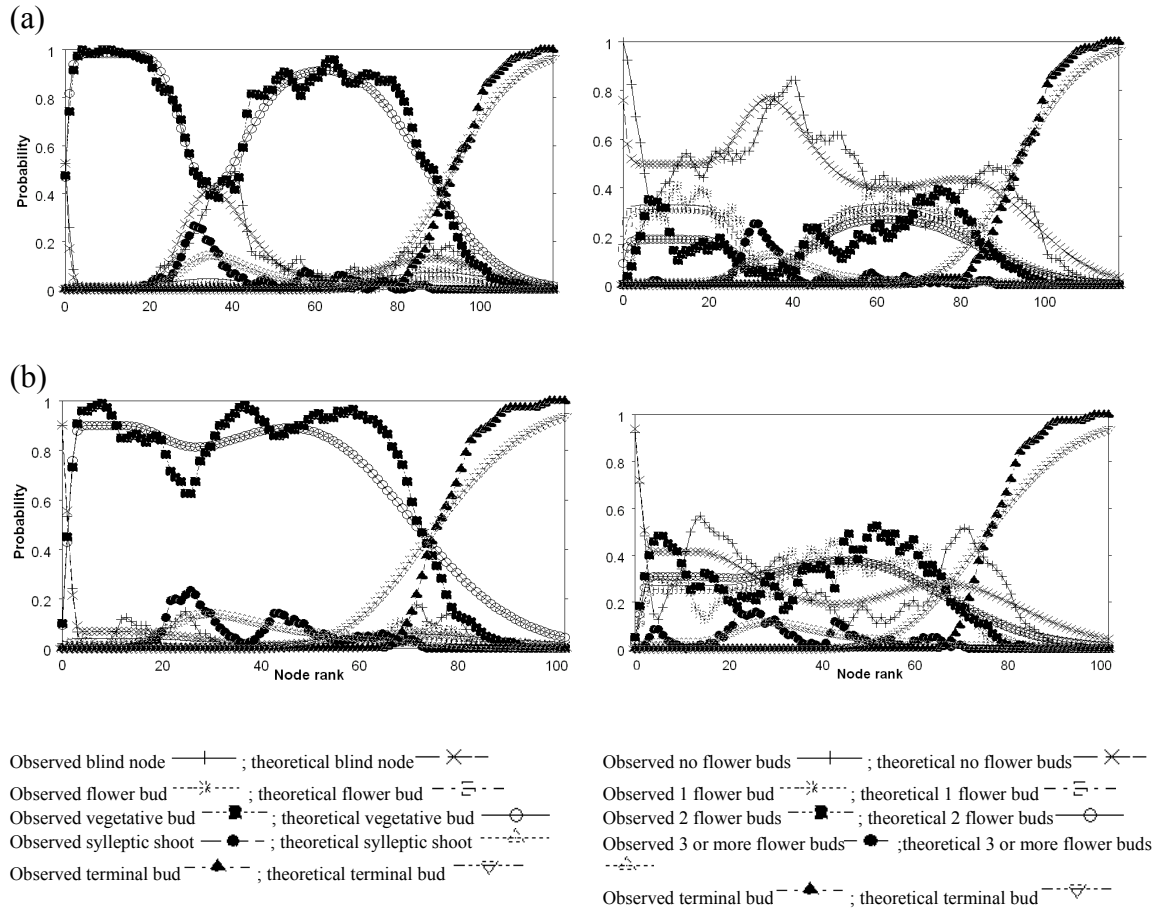 (a)
Probability
1
0.8
0.6
0.4
0.2
0
0 20 40 60 80 100
1
0.8
0.6
0.4
0.2
0
0 20 40 60 80 100
(b)
Probability
1
0.8
0.6
0.4
0.2
0
0 20 40 60 80 100
Node rank
1
0.8
0.6
0.4
0.2
0
0 20 40 60 80 100
Node rank
Observed blind node ; theoretical blind node
Observed flower bud ; theoretical flower bud
Observed vegetative bud ; theoretical vegetative bud
Observed sylleptic shoot ; theoretical sylleptic shoot
Observed terminal bud ; theoretical terminal bud
Observed no flower buds ; theoretical no flower buds
Observed 1 flower bud ; theoretical 1 flower bud
Observed 2 flower buds ; theoretical 2 flower buds
Observed 3 or more flower buds ;theoretical 3 or more flower buds
Observed terminal bud ; theoretical terminal bud